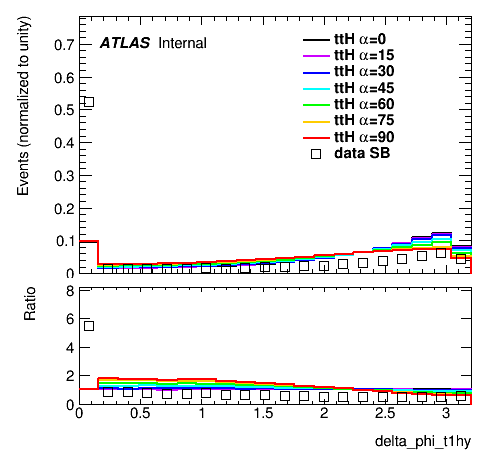 ATLAS Internal
ttH α=0
ttH α=15
ttH α=30
ttH α=45
ttH α=60
ttH α=75
ttH α=90
data SB
Events (normalized to unity)
0.7
0.6
0.5
0.4
0.3
0.2
0.1
0
Ratio
8
6
4
2
0
0 0.5 1 1.5 2 2.5 3
delta_phi_t1hy